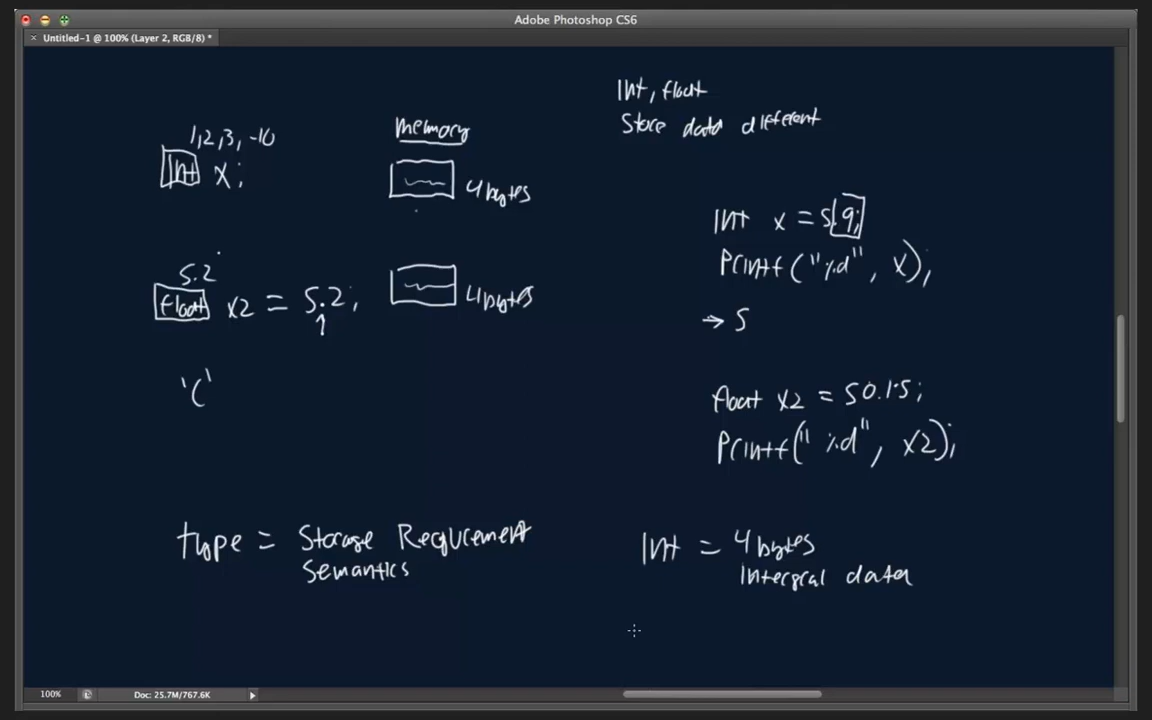 Adobe Photoshop CS6
Untitled-1 @ 100% (Layer 2, RGB/8) *
1,2,3, -10
Int x;
memory
4 bytes
5.2
float x2 = 5.2;
4 bytes
'C'
type = Storage Requirement
Semantics
Int, float
Store data different
Int x = 5.9;
Printf("%d", x);
→ 5
float x2 = 50.15;
Printf("%d", x2);
Int = 4 bytes
Intergral data
100%
Doc: 25.7M/767.6K